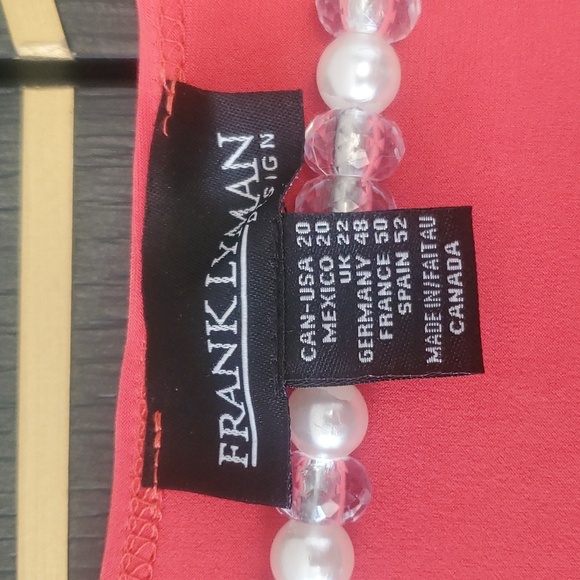 FRANK LYMAN
DESIGN
CAN-USA 20
MEXICO 20
UK 22
GERMANY 48
FRANCE 50
SPAIN 52
MADE IN/FAIT AU
CANADA